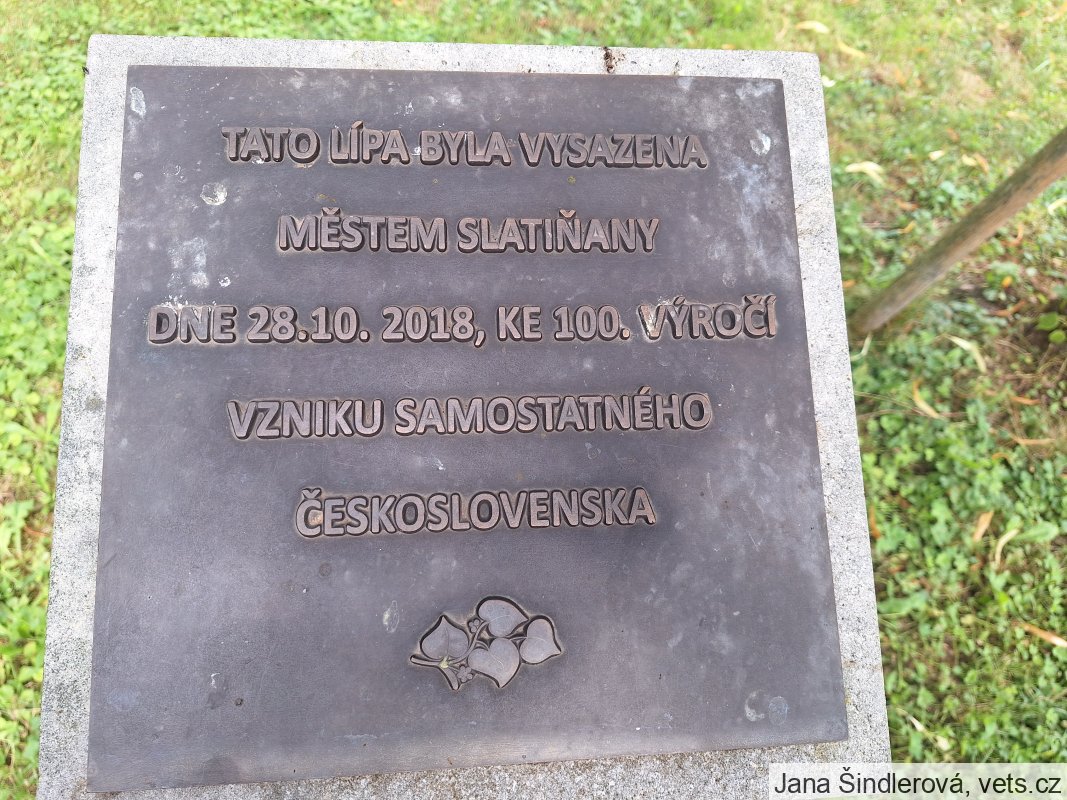 TATO LÍPA BYLA VYSAZENA
MĚSTEM SLATIŇANY
DNE 28.10. 2018, KE 100. VÝROČÍ
VZNIKU SAMOSTATNÉHO
ČESKOSLOVENSKA
Jana Šindlerová, vets.cz